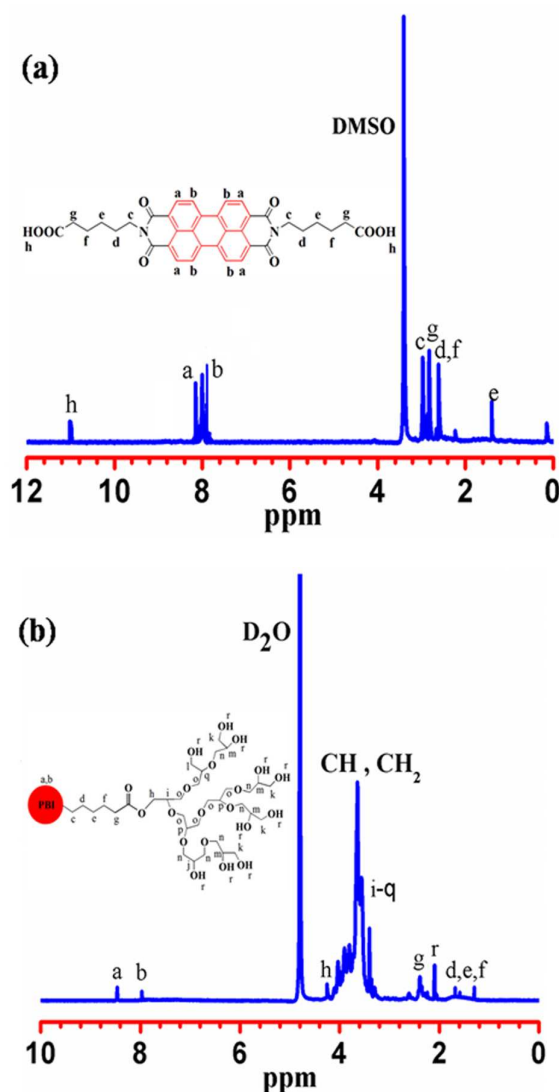 (a)
DMSO
a b b a
g e c
HOOC
h f d
O O
N N
O O
c e g
COOH
d f h
a b b a
h
a
b
c
g
d,f
e
12 10 8 6 4 2 0
ppm
(b)
D2O
CH , CH2
i-q
a,b
PBI
c d e f g
O
O
h i
OH
r
k
l
m
n
o
p
q
j
a
b
h
g
r
d,e,f
10 8 6 4 2 0
ppm